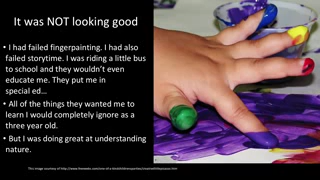 It was NOT looking good
• I had failed fingerpainting. I had also
failed storytime. I was riding a little bus
to school and they wouldn't even
educate me. They put me in
special ed…
• All of the things they wanted me to
learn I would completely ignore as a
three year old.
• But I was doing great at understanding
nature.